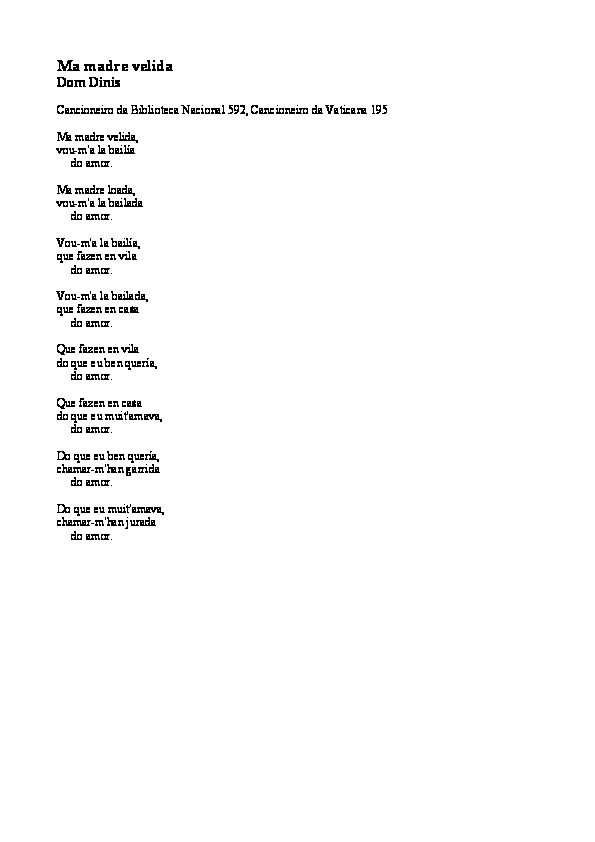 Ma madre velida
Dom Dinis
Cancioneiro da Biblioteca Nacional 592, Cancioneiro da Vaticana 195
Ma madre velida,
vou-m'a la bailía
do amor.
Ma madre loada,
vou-m'a la bailada
do amor.
Vou-m'a la bailía,
que fazen en vila
do amor.
Vou-m'a la bailada,
que fazen en casa
do amor.
Que fazen en vila
do que eu ben quería,
do amor.
Que fazen en casa
do que eu muit'amava,
do amor.
Do que eu ben quería,
chamar-m'han garrida
do amor.
Do que eu muit'amava,
chamar-m'han jurada
do amor.